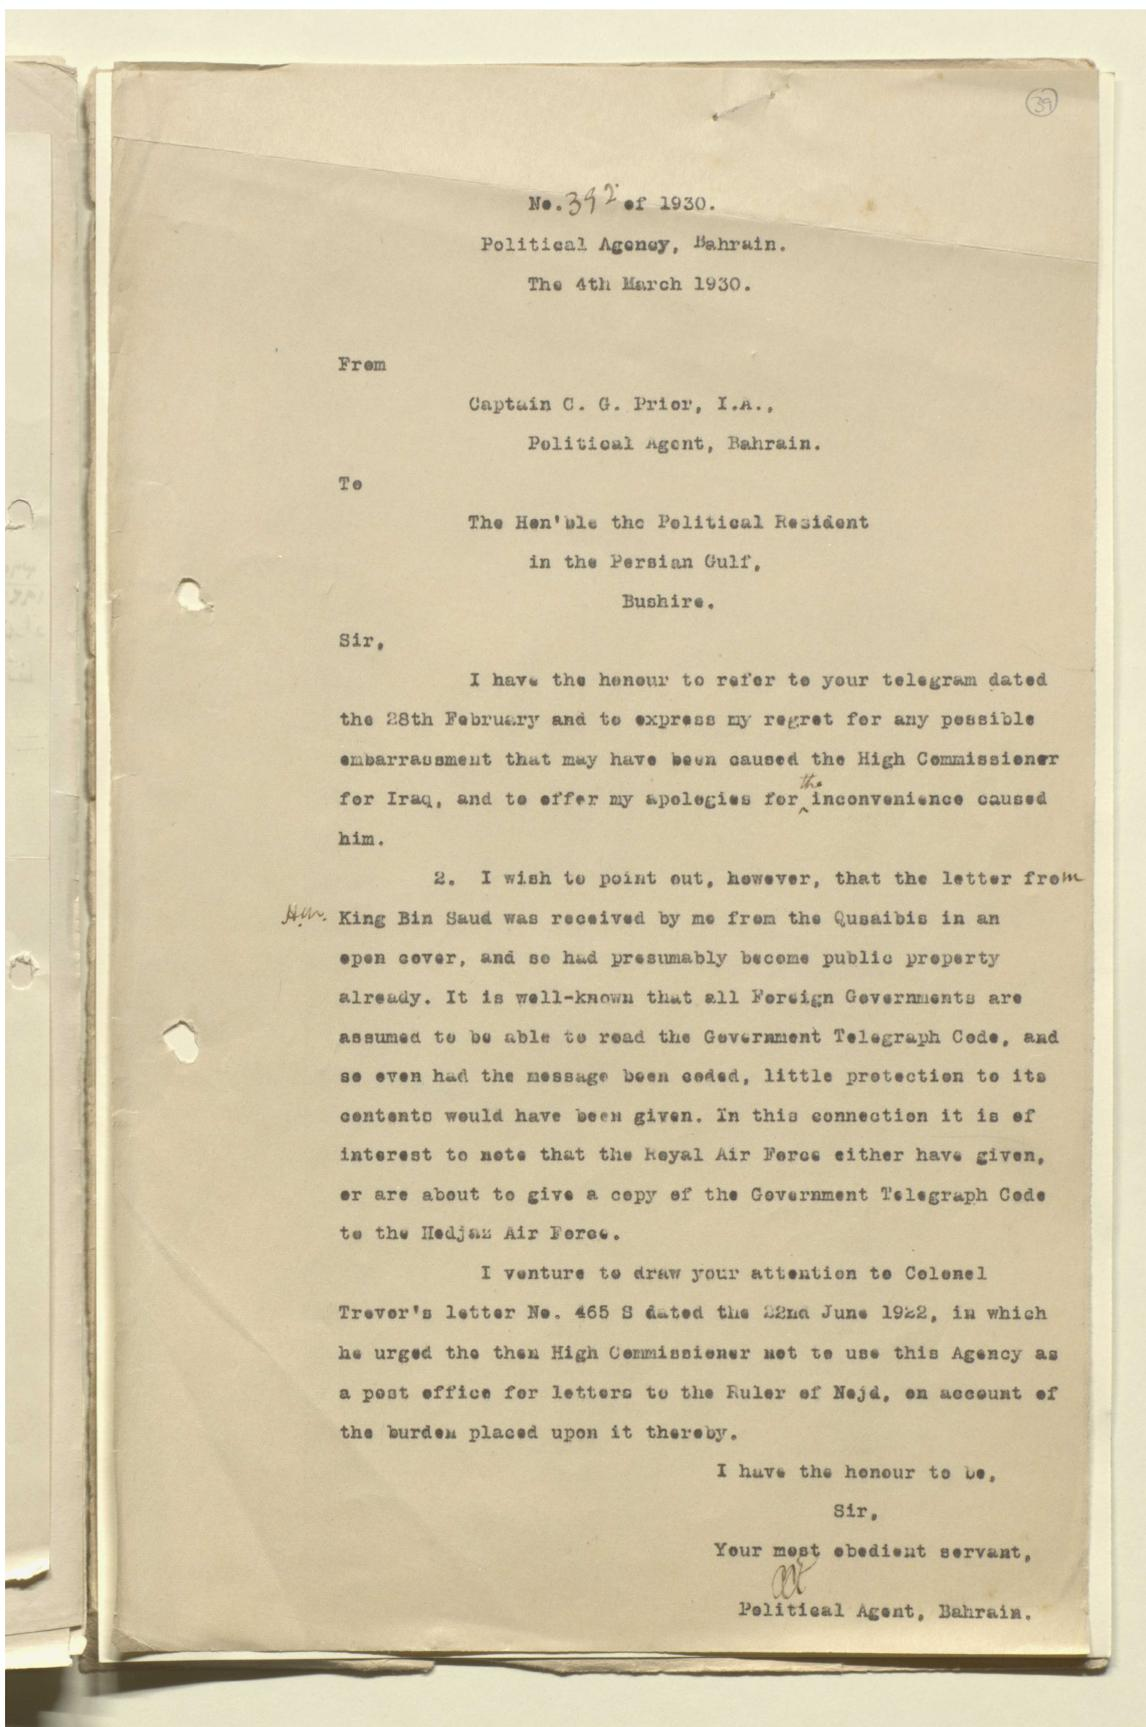 39
No. 392 of 1930.
Political Agency, Bahrain.
The 4th March 1930.
From
Captain C. G. Prior, I.A.,
Political Agent, Bahrain.
To
The Hon'ble the Political Resident
in the Persian Gulf,
Bushire.
Sir,
I have the honour to refer to your telegram dated
the 28th February and to express my regret for any possible
embarrassment that may have been caused the High Commissioner
for Iraq, and to offer my apologies for the inconvenience caused
him.
2. I wish to point out, however, that the letter from
H.M. King Bin Saud was received by me from the Qusaibis in an
open cover, and so had presumably become public property
already. It is well-known that all Foreign Governments are
assumed to be able to read the Government Telegraph Code, and
so even had the message been coded, little protection to its
contents would have been given. In this connection it is of
interest to note that the Royal Air Force either have given,
or are about to give a copy of the Government Telegraph Code
to the Hedjaz Air Force.
I venture to draw your attention to Colonel
Trevor's letter No. 465 S dated the 22nd June 1922, in which
he urged the then High Commissioner not to use this Agency as
a post office for letters to the Ruler of Nejd, on account of
the burden placed upon it thereby.
I have the honour to be,
Sir,
Your most obedient servant,
Political Agent, Bahrain.